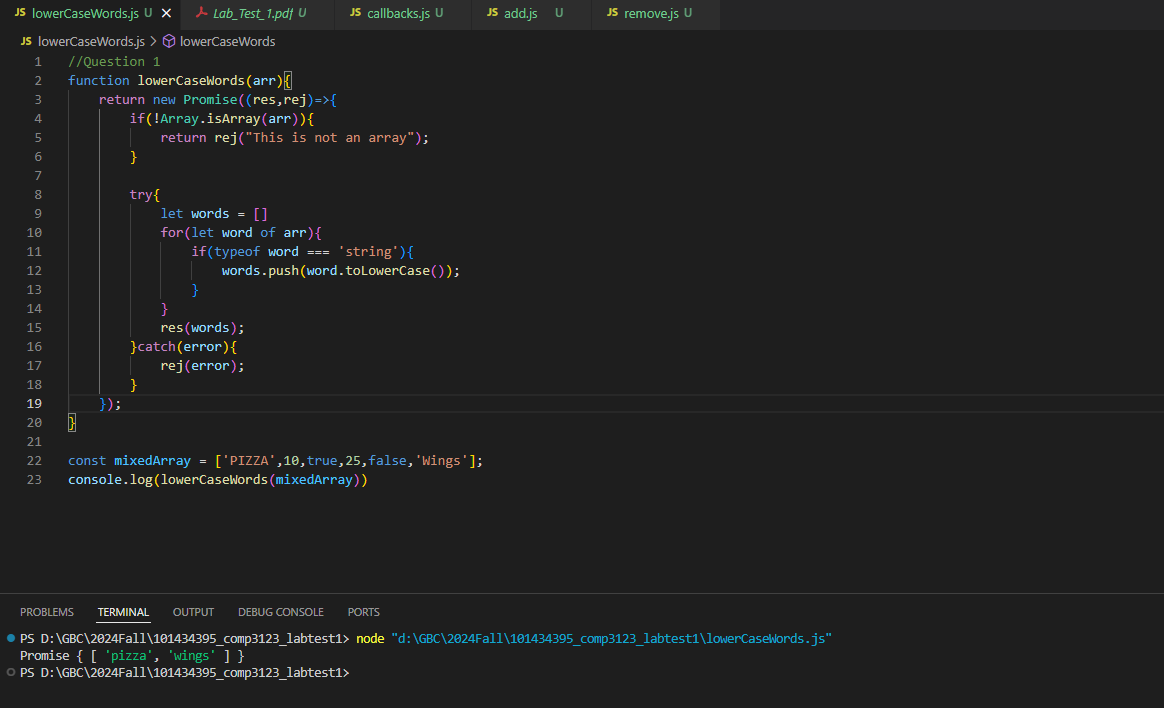 JS lowerCaseWords.js U Lab_Test_1.pdf U JS callbacks.js U JS add.js U JS remove.js U
JS lowerCaseWords.js > lowerCaseWords
1 //Question 1
2 function lowerCaseWords(arr){
3     return new Promise((res,rej)=>{
4         if(!Array.isArray(arr)){
5             return rej("This is not an array");
6         }
7
8         try{
9             let words = []
10             for(let word of arr){
11                 if(typeof word === 'string'){
12                     words.push(word.toLowerCase());
13                 }
14             }
15             res(words);
16         }catch(error){
17             rej(error);
18         }
19     });
20 }
21
22 const mixedArray = ['PIZZA',10,true,25,false,'Wings'];
23 console.log(lowerCaseWords(mixedArray))
PROBLEMS TERMINAL OUTPUT DEBUG CONSOLE PORTS
PS D:\GBC\2024Fall\101434395_comp3123_labtest1> node "d:\GBC\2024Fall\101434395_comp3123_labtest1\lowerCaseWords.js"
Promise { [ 'pizza', 'wings' ] }
PS D:\GBC\2024Fall\101434395_comp3123_labtest1>